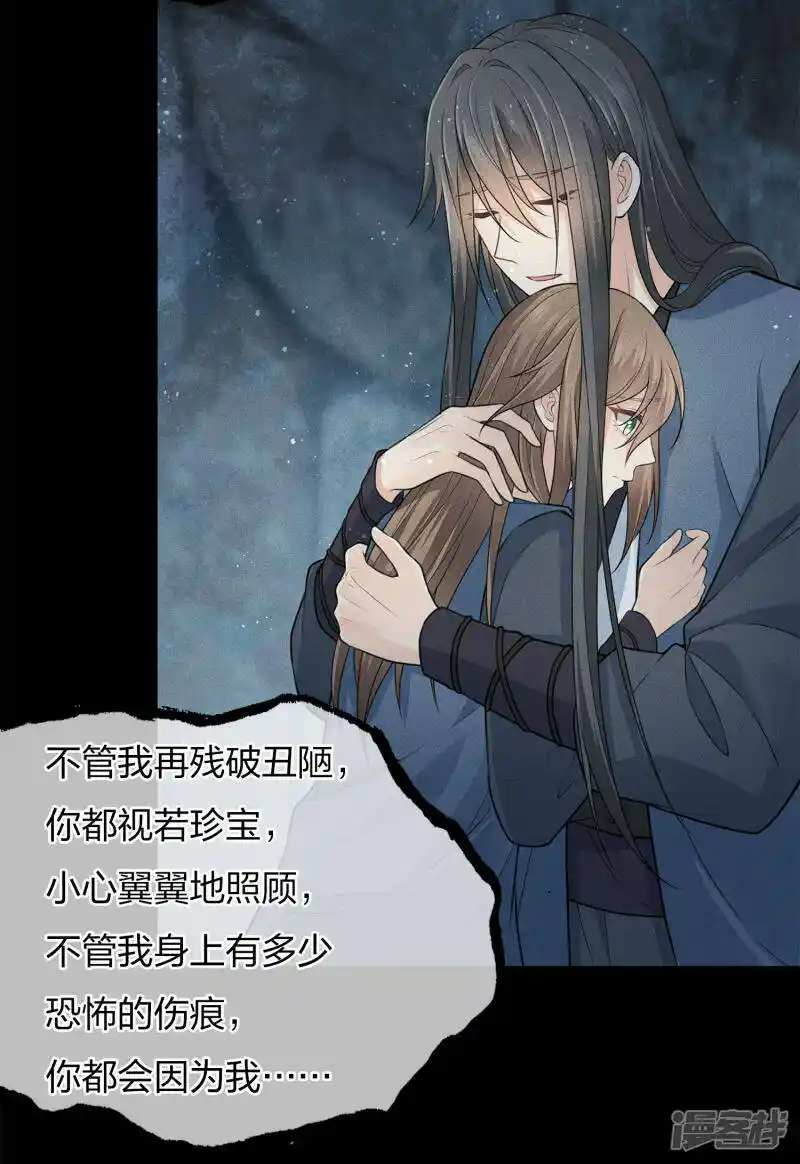 不管我再残破丑陋，
你都视若珍宝，
小心翼翼地照顾，
不管我身上有多少
恐怖的伤痕，
你都会因为我……
漫客栈